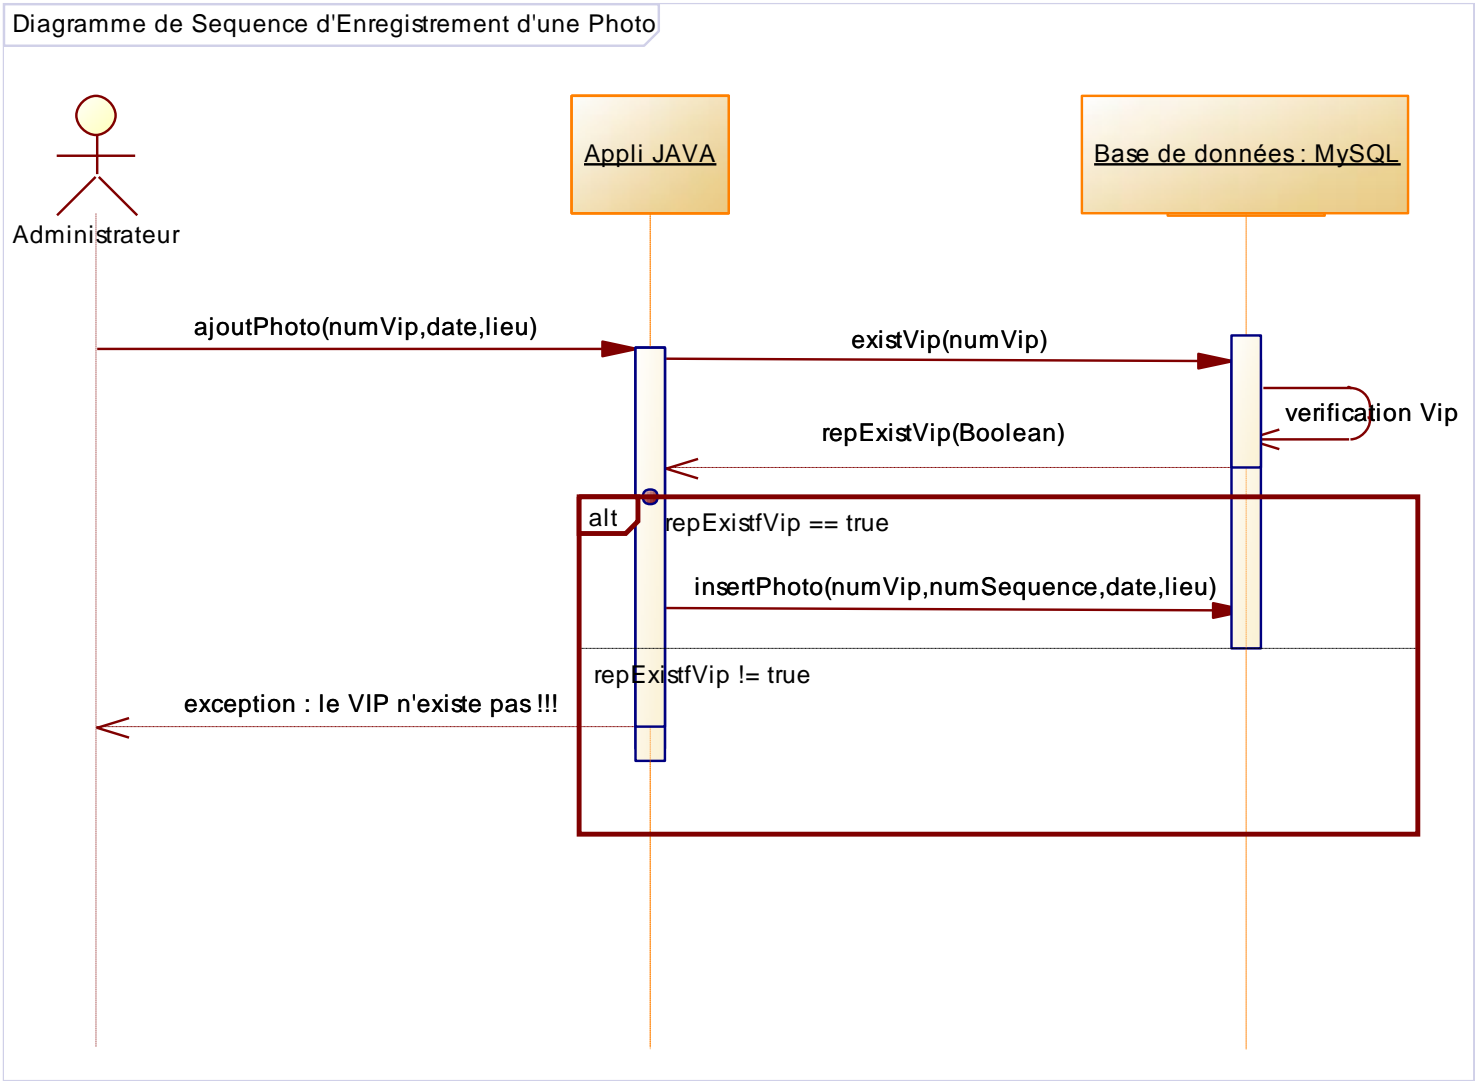 Diagramme de Sequence d'Enregistrement d'une Photo
Appli JAVA
Base de données : MySQL
Administrateur
ajoutPhoto(numVip,date,lieu)
existVip(numVip)
verification Vip
repExistVip(Boolean)
alt
repExistfVip == true
insertPhoto(numVip,numSequence,date,lieu)
repExistfVip != true
exception : le VIP n'existe pas !!!